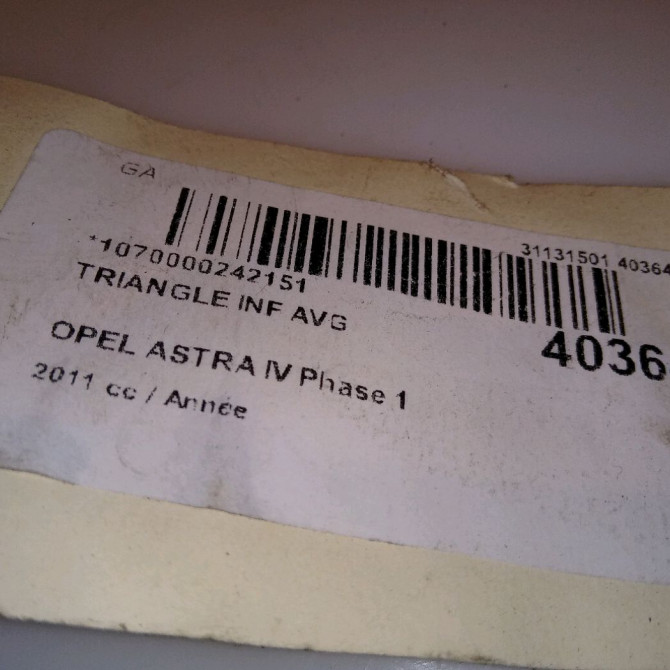 GA
31131501 40364
*1070000242151
TRIANGLE INF AVG
4036
OPEL ASTRA IV Phase 1
2011 cc / Année